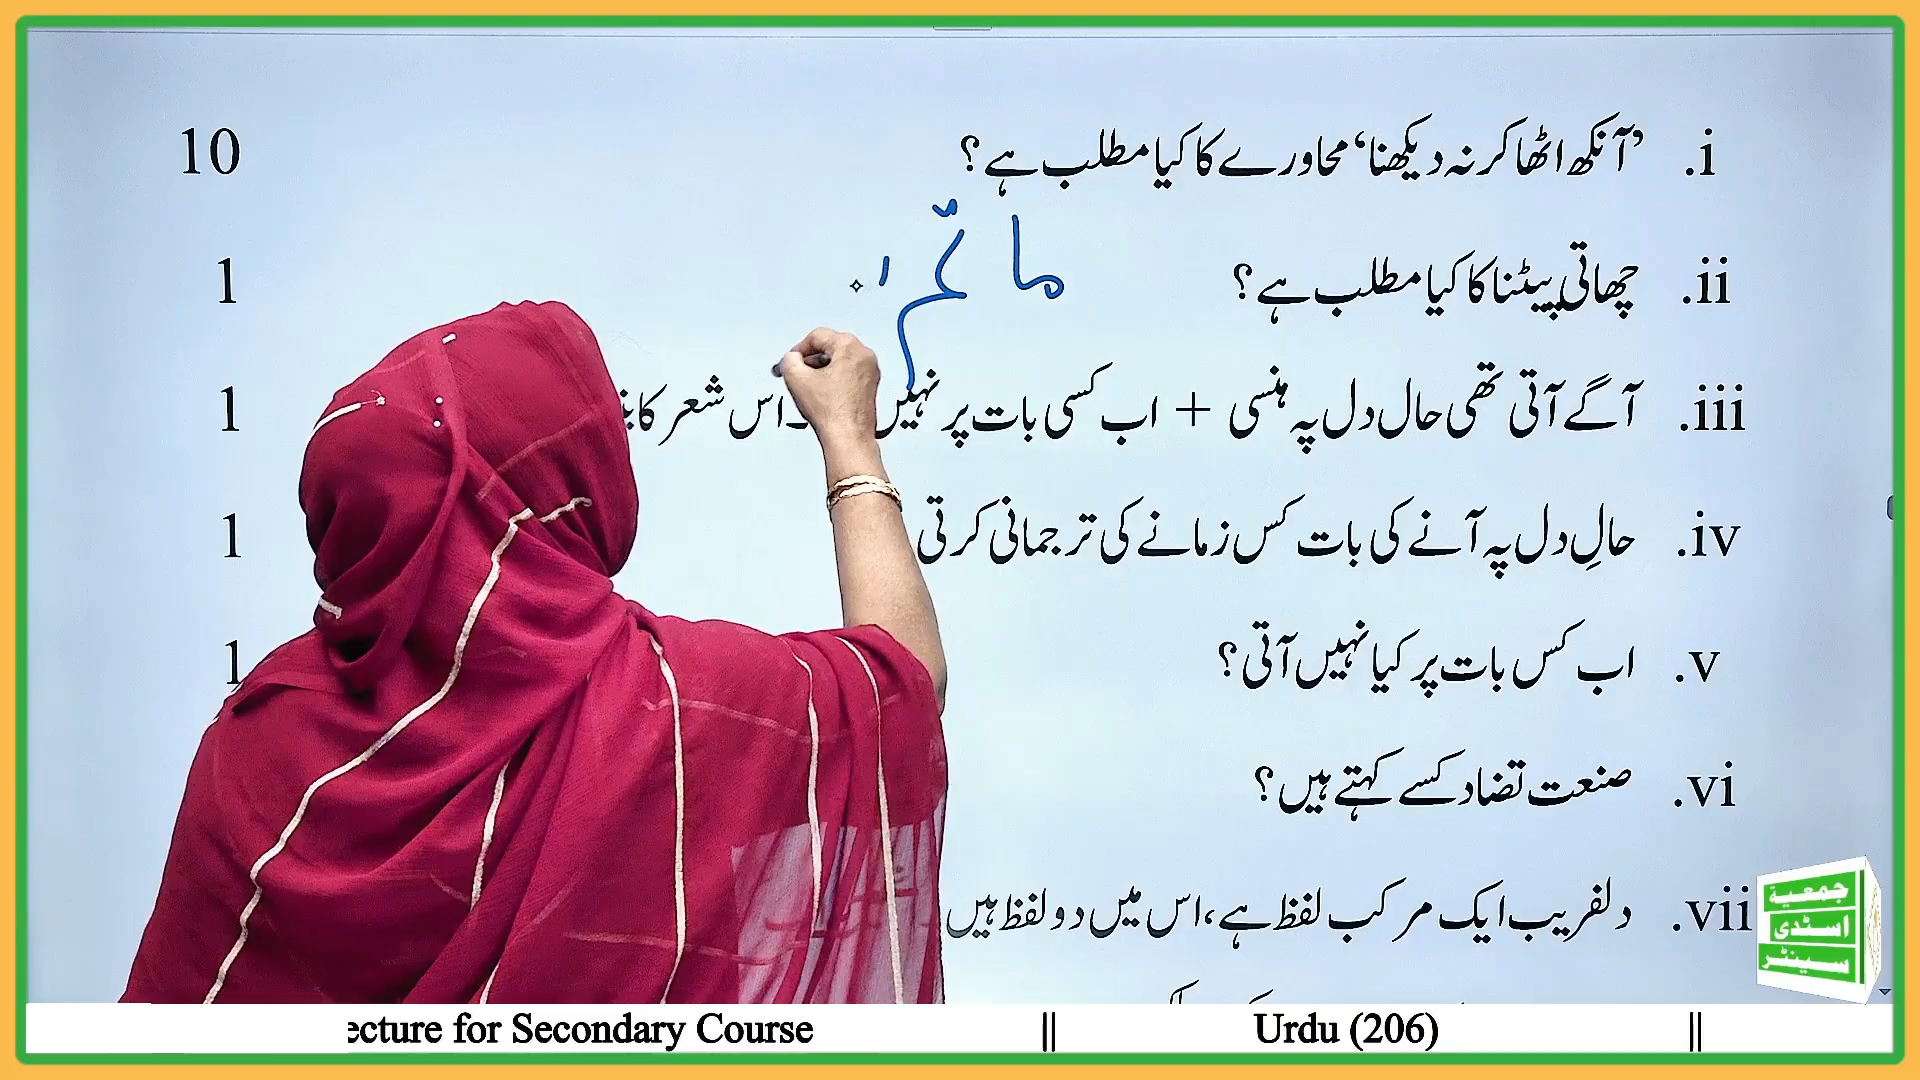 i. ’آنکھ اٹھا کر نہ دیکھنا‘ محاورے کا کیا مطلب ہے؟ 10
ماتم
ii. چھاتی پیٹنا کا کیا مطلب ہے؟ 1
iii. آگے آتی تھی حال دل پہ ہنسی + اب کسی بات پر نہیں اس شعر کا 1
iv. حالِ دل پہ آنے کی بات کس زمانے کی ترجمانی کرتی 1
v. اب کس بات پر کیا نہیں آتی؟ 1
vi. صنعت تضاد کسے کہتے ہیں؟
vii. دلفریب ایک مرکب لفظ ہے، اس میں دو لفظ ہیں
جمعية
اسٹڈی
سینٹر
ecture for Secondary Course || Urdu (206) ||